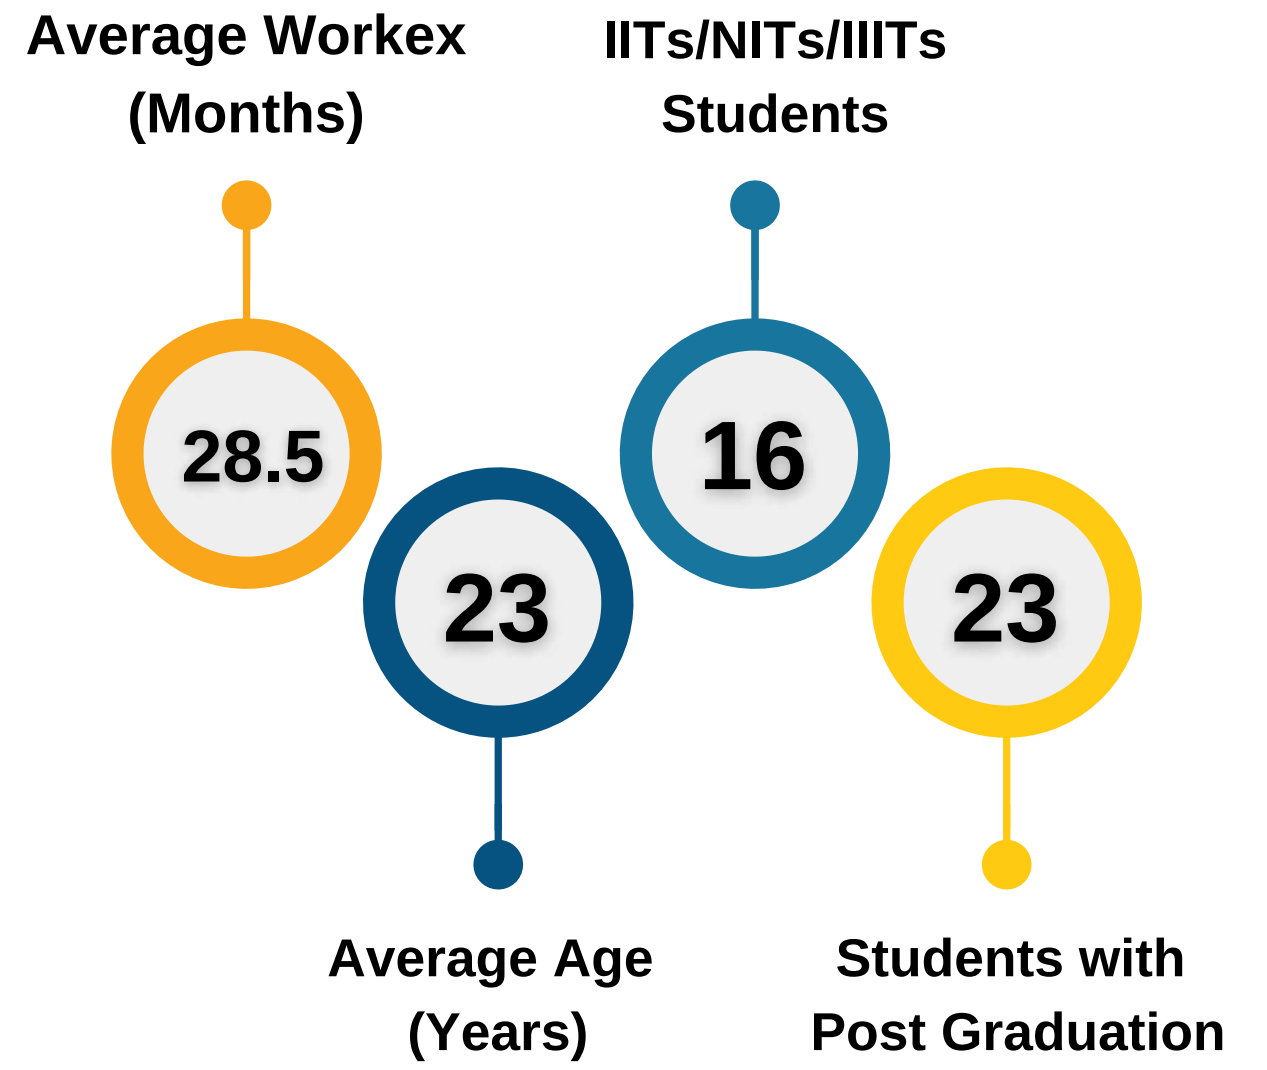 Average Workex
(Months)
IITs/NITs/IIITs
Students
28.5
23
16
23
Average Age
(Years)
Students with
Post Graduation